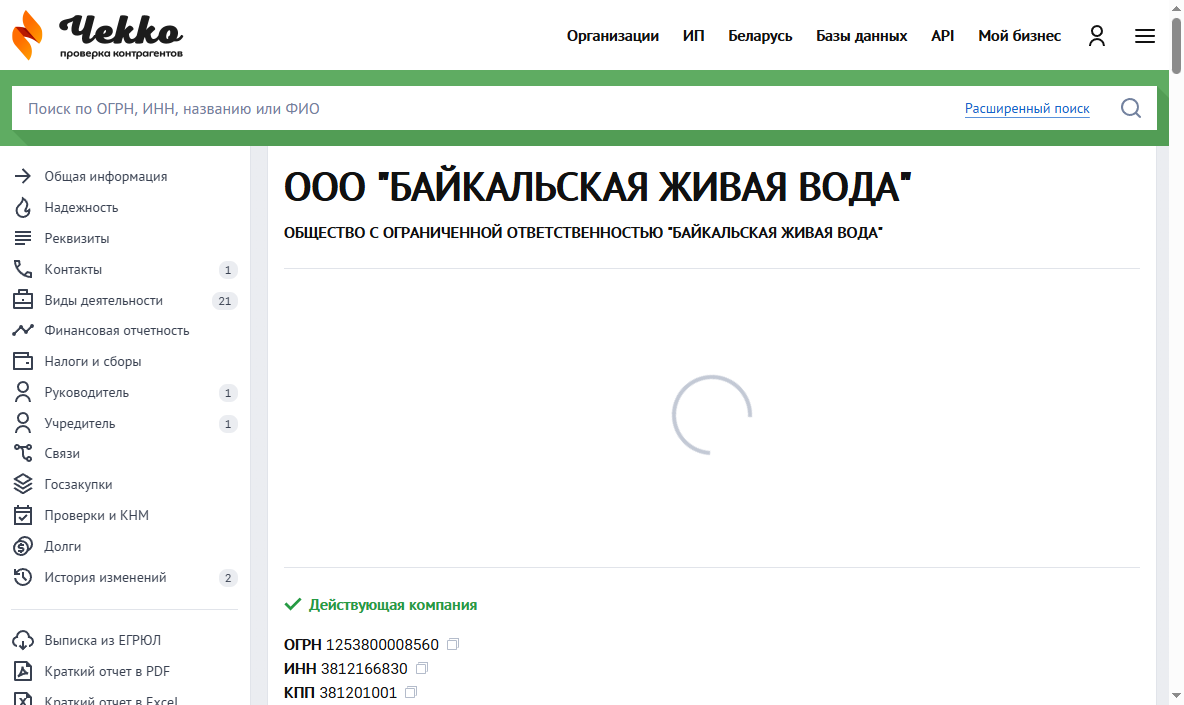 Чекко
проверка контрагентов
Организации ИП Беларусь Базы данных API Мой бизнес
Поиск по ОГРН, ИНН, названию или ФИО
Расширенный поиск
Общая информация
Надежность
Реквизиты
Контакты 1
Виды деятельности 21
Финансовая отчетность
Налоги и сборы
Руководитель 1
Учредитель 1
Связи
Госзакупки
Проверки и КНМ
Долги
История изменений 2
Выписка из ЕГРЮЛ
Краткий отчет в PDF
Краткий отчет в Excel
ООО "БАЙКАЛЬСКАЯ ЖИВАЯ ВОДА"
ОБЩЕСТВО С ОГРАНИЧЕННОЙ ОТВЕТСТВЕННОСТЬЮ "БАЙКАЛЬСКАЯ ЖИВАЯ ВОДА"
Действующая компания
ОГРН 1253800008560
ИНН 3812166830
КПП 381201001